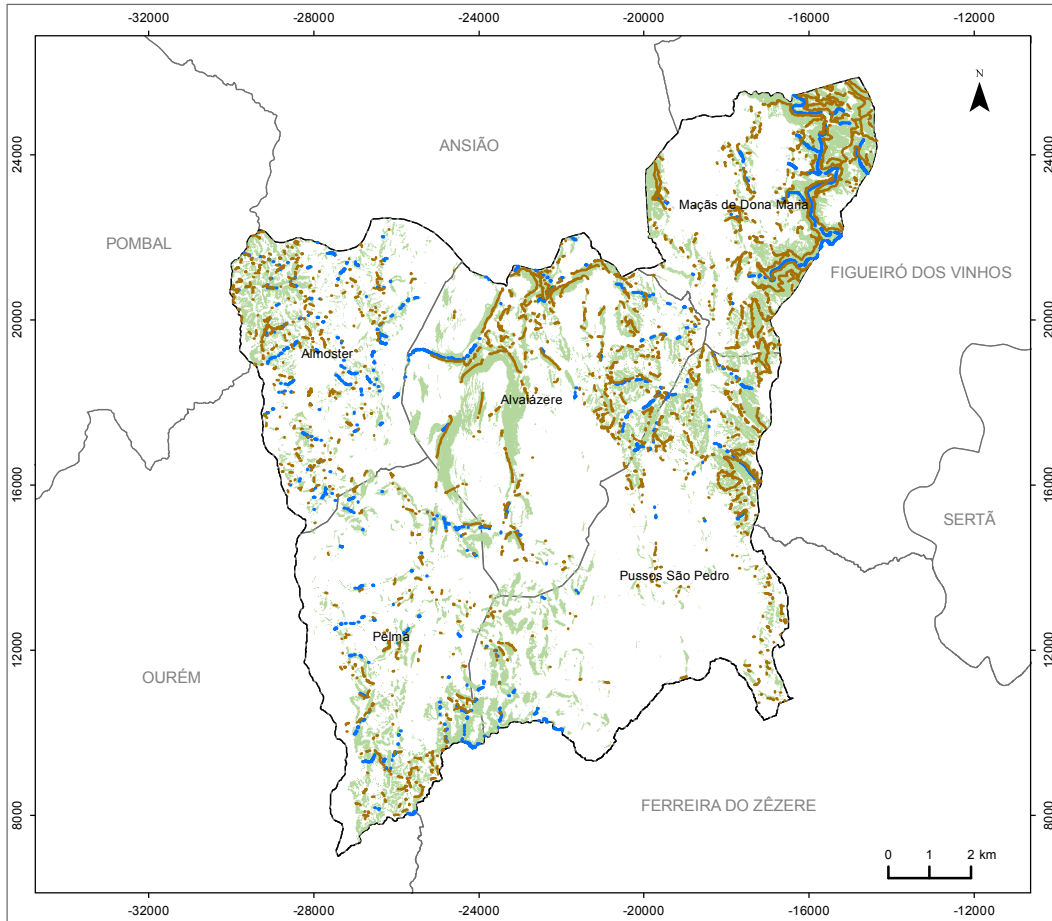 -32000 -28000 -24000 -20000 -16000 -12000
N
24000 24000
ANSIÃO
Maçãs de Dona Maria
POMBAL
FIGUEIRÓ DOS VINHOS
20000 20000
Almoster
Alvaiázere
16000 16000
SERTÃ
Pussos São Pedro
12000 12000
Pelmá
OURÉM
FERREIRA DO ZÊZERE
8000 8000
0 1 2 km
-32000 -28000 -24000 -20000 -16000 -12000